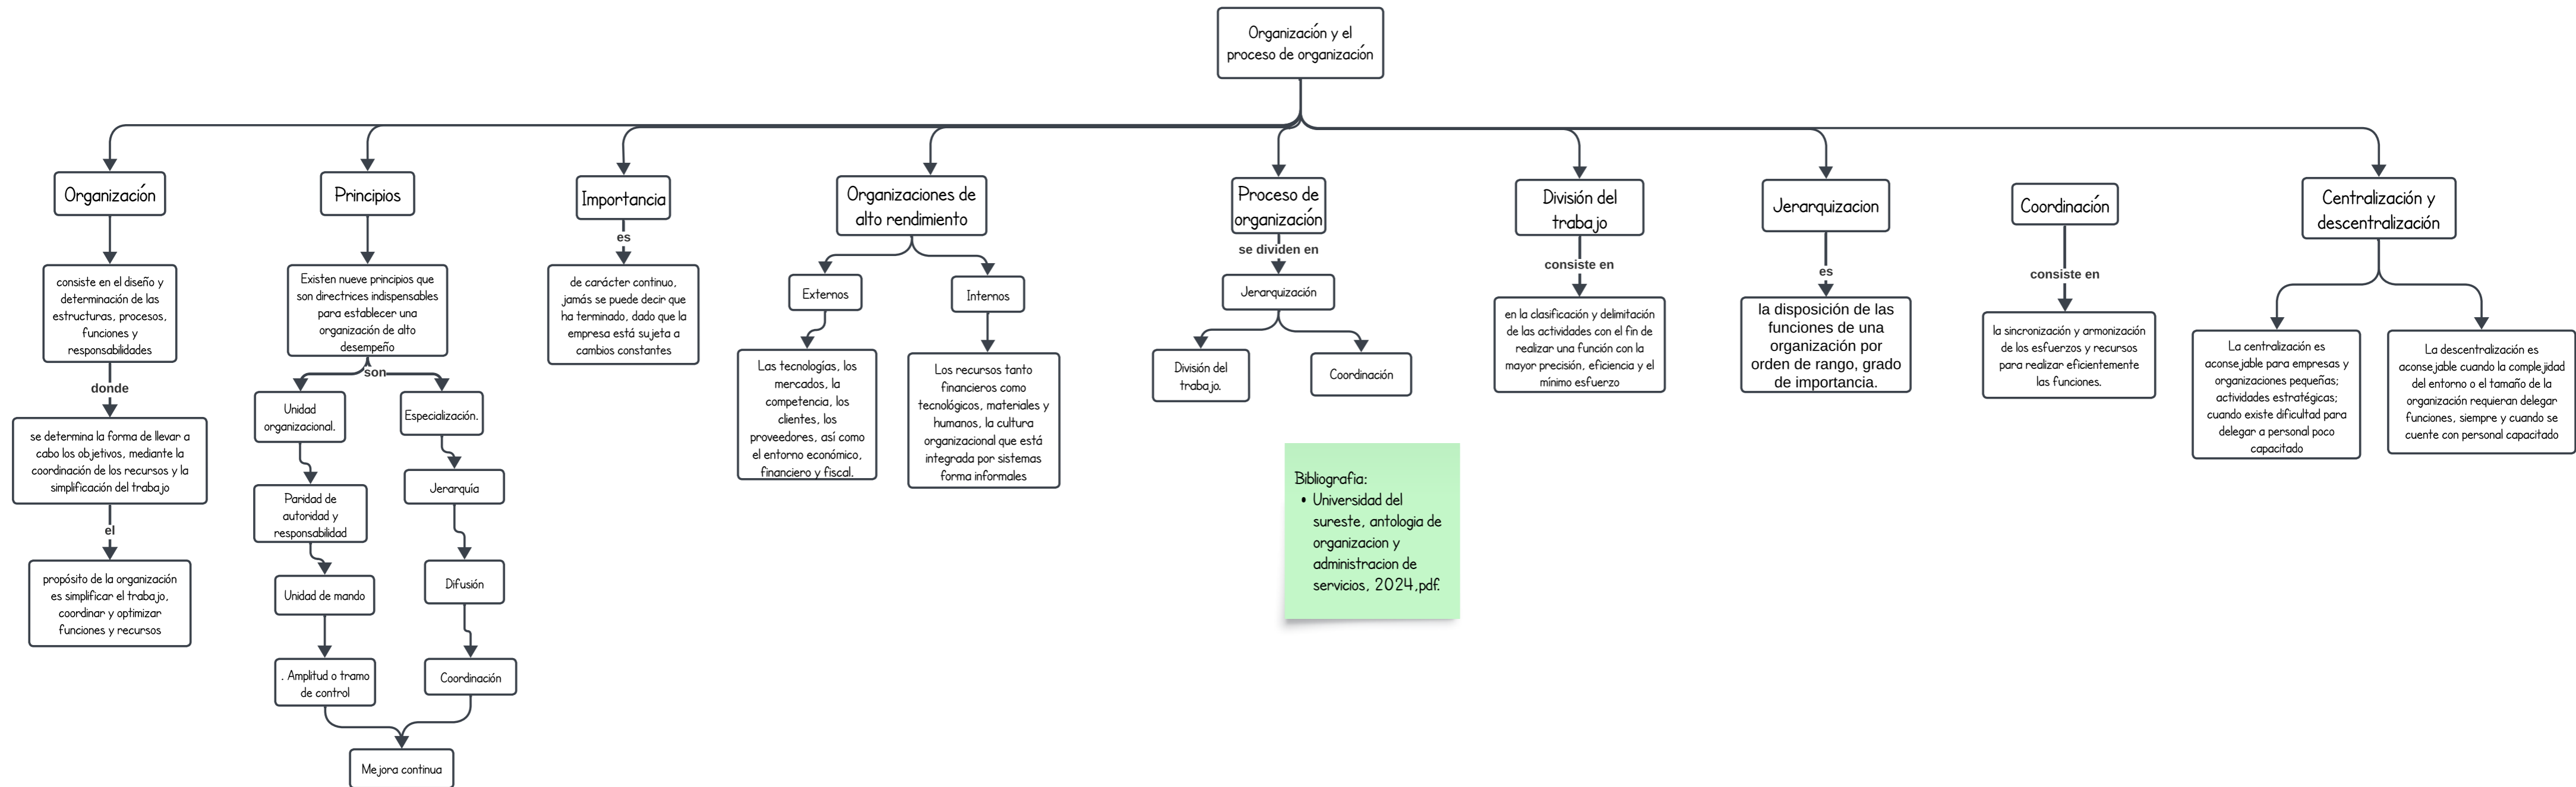 Organización y el
proceso de organización
Organización
consiste en el diseño y
determinación de las
estructuras, procesos,
funciones y
responsabilidades
donde
se determina la forma de llevar a
cabo los objetivos, mediante la
coordinación de los recursos y la
simplificación del trabajo
el
propósito de la organización
es simplificar el trabajo,
coordinar y optimizar
funciones y recursos
Principios
Existen nueve principios que
son directrices indispensables
para establecer una
organización de alto
desempeño
son
Unidad
organizacional.
Paridad de
autoridad y
responsabilidad
Unidad de mando
. Amplitud o tramo
de control
Especialización.
Jerarquía
Difusión
Coordinación
Mejora continua
Importancia
es
de carácter continuo,
jamás se puede decir que
ha terminado, dado que la
empresa está sujeta a
cambios constantes
Organizaciones de
alto rendimiento
Externos
Las tecnologías, los
mercados, la
competencia, los
clientes, los
proveedores, así como
el entorno económico,
financiero y fiscal.
Internos
Los recursos tanto
financieros como
tecnológicos, materiales y
humanos, la cultura
organizacional que está
integrada por sistemas
forma informales
Proceso de
organización
se dividen en
Jerarquización
División del
trabajo.
Coordinación
División del
trabajo
consiste en
en la clasificación y delimitación
de las actividades con el fin de
realizar una función con la
mayor precisión, eficiencia y el
mínimo esfuerzo
Jerarquizacion
es
la disposición de las
funciones de una
organización por
orden de rango, grado
de importancia.
Coordinación
consiste en
la sincronización y armonización
de los esfuerzos y recursos
para realizar eficientemente
las funciones.
Centralización y
descentralización
La centralización es
aconsejable para empresas y
organizaciones pequeñas;
actividades estratégicas;
cuando existe dificultad para
delegar a personal poco
capacitado
La descentralización es
aconsejable cuando la complejidad
del entorno o el tamaño de la
organización requieran delegar
funciones, siempre y cuando se
cuente con personal capacitado
Bibliografia:
• Universidad del
sureste, antologia de
organizacion y
administracion de
servicios, 2024,pdf.